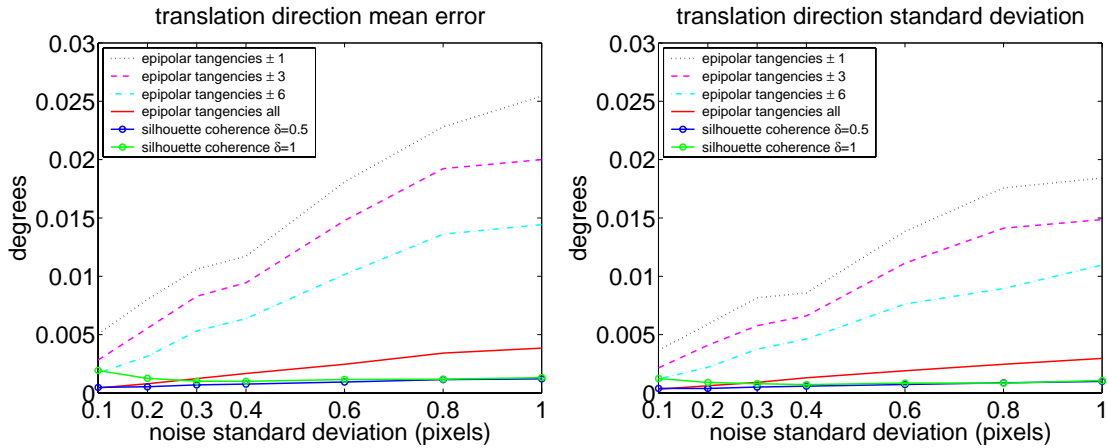 translation direction mean error
0.03
0.025
0.02
0.015
0.01
0.005
0
degrees
epipolar tangencies ± 1
epipolar tangencies ± 3
epipolar tangencies ± 6
epipolar tangencies all
silhouette coherence δ=0.5
silhouette coherence δ=1
0.1 0.2 0.3 0.4 0.6 0.8 1
noise standard deviation (pixels)
translation direction standard deviation
0.03
0.025
0.02
0.015
0.01
0.005
0
degrees
epipolar tangencies ± 1
epipolar tangencies ± 3
epipolar tangencies ± 6
epipolar tangencies all
silhouette coherence δ=0.5
silhouette coherence δ=1
0.1 0.2 0.3 0.4 0.6 0.8 1
noise standard deviation (pixels)